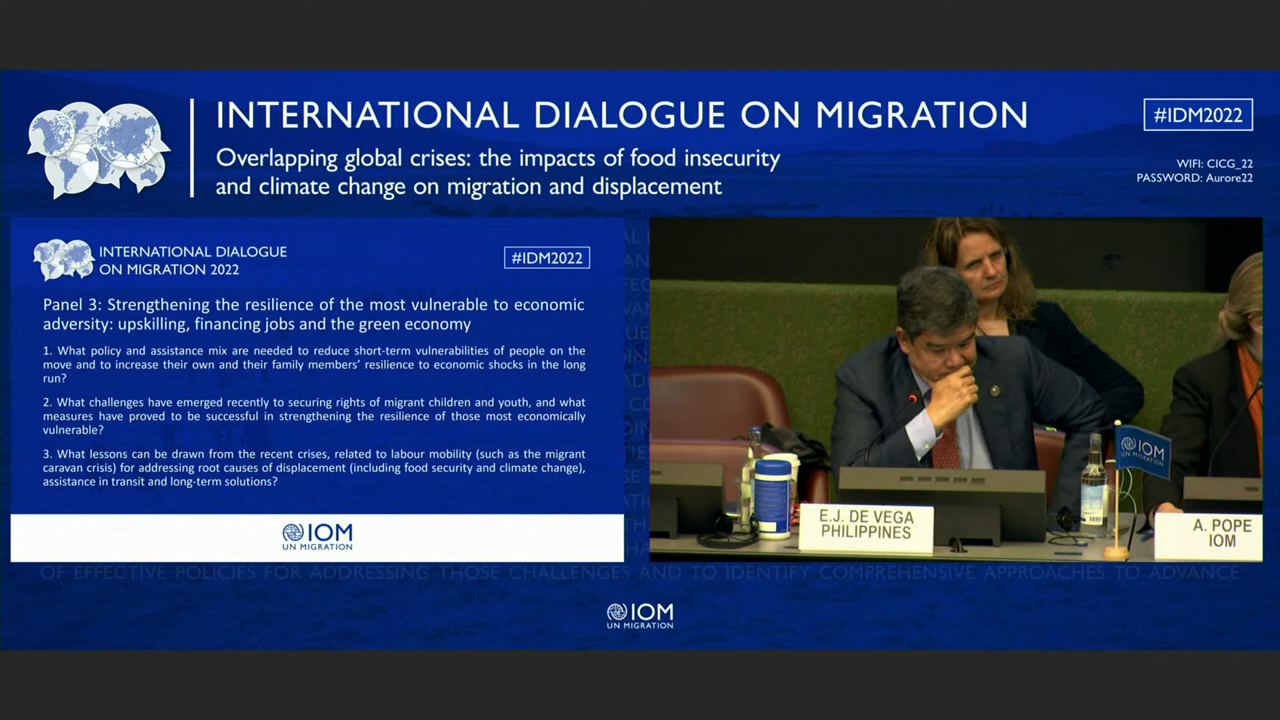 INTERNATIONAL DIALOGUE ON MIGRATION
Overlapping global crises: the impacts of food insecurity
and climate change on migration and displacement
#IDM2022
WIFI: CICG_22
PASSWORD: Aurore22
INTERNATIONAL DIALOGUE
ON MIGRATION 2022
#IDM2022
Panel 3: Strengthening the resilience of the most vulnerable to economic
adversity: upskilling, financing jobs and the green economy
1. What policy and assistance mix are needed to reduce short-term vulnerabilities of people on the
move and to increase their own and their family members' resilience to economic shocks in the long
run?
2. What challenges have emerged recently to securing rights of migrant children and youth, and what
measures have proved to be successful in strengthening the resilience of those most economically
vulnerable?
3. What lessons can be drawn from the recent crises, related to labour mobility (such as the migrant
caravan crisis) for addressing root causes of displacement (including food security and climate change),
assistance in transit and long-term solutions?
IOM
UN MIGRATION
E.J. DE VEGA
PHILIPPINES
IOM
UN MIGRATION
A. POPE
IOM
OF EFFECTIVE POLICIES FOR ADDRESSING THOSE CHALLENGES AND TO IDENTIFY COMPREHENSIVE APPROACHES TO ADVANCE
IOM
UN MIGRATION